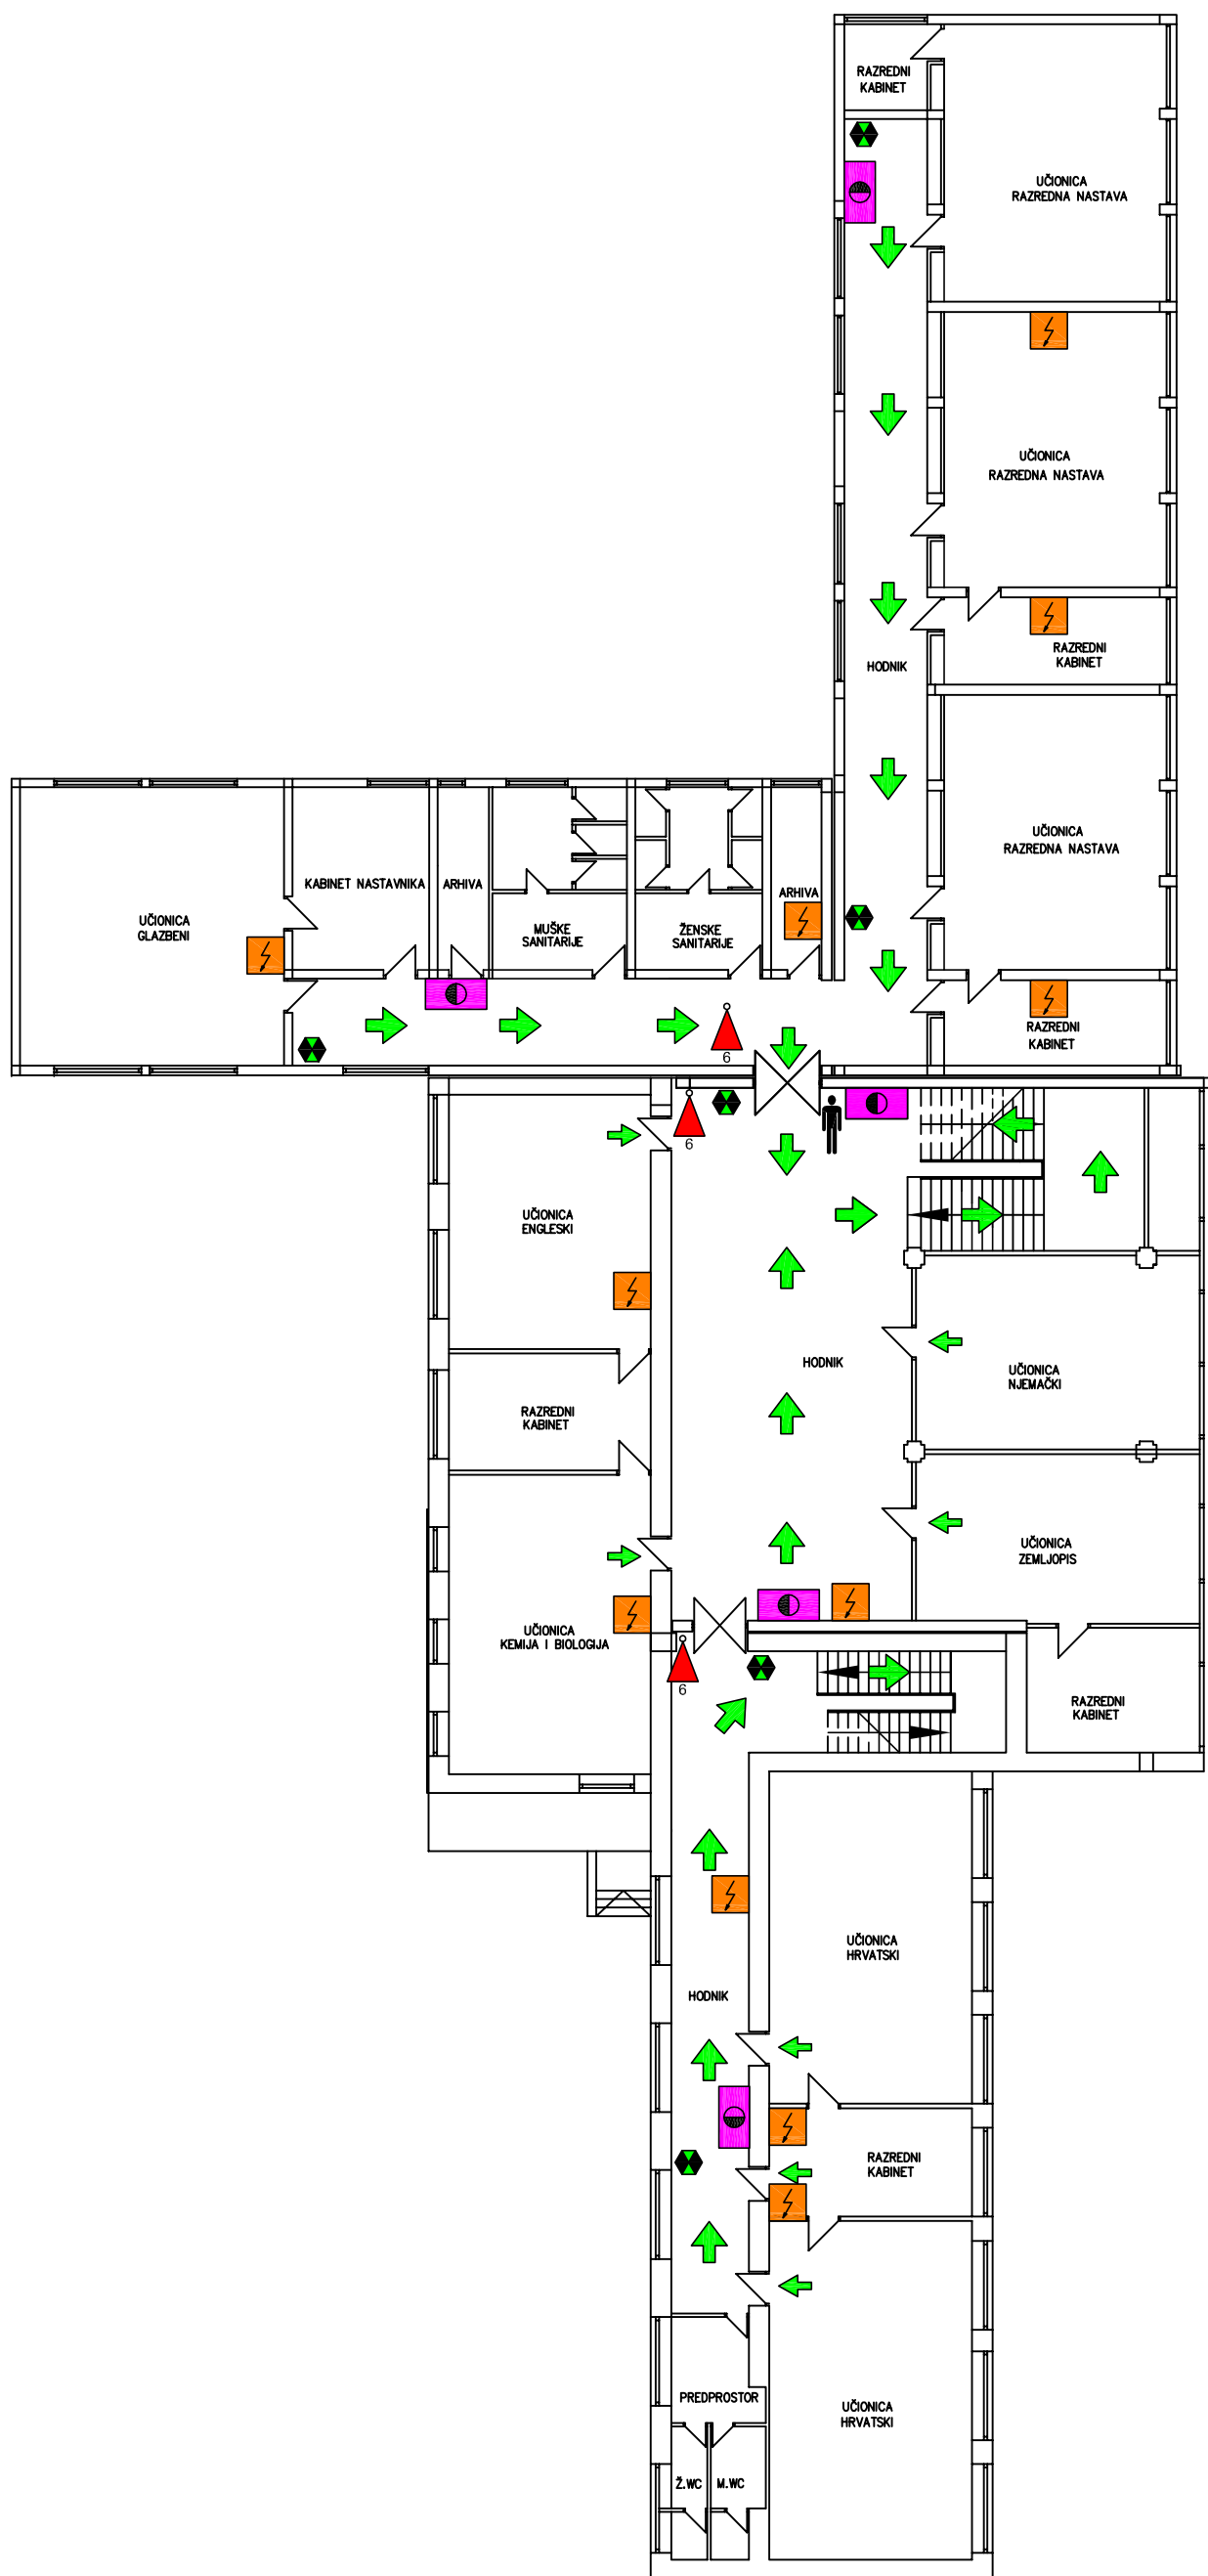 RAZREDNI
KABINET
UČIONICA
RAZREDNA NASTAVA
UČIONICA
RAZREDNA NASTAVA
RAZREDNI
KABINET
HODNIK
UČIONICA
RAZREDNA NASTAVA
KABINET NASTAVNIKA
ARHIVA
ARHIVA
UČIONICA
GLAZBENI
MUŠKE
SANITARIJE
ŽENSKE
SANITARIJE
RAZREDNI
KABINET
6
6
UČIONICA
ENGLESKI
HODNIK
UČIONICA
NJEMAČKI
RAZREDNI
KABINET
UČIONICA
ZEMLJOPIS
UČIONICA
KEMIJA I BIOLOGIJA
6
RAZREDNI
KABINET
UČIONICA
HRVATSKI
HODNIK
RAZREDNI
KABINET
PREDPROSTOR
UČIONICA
HRVATSKI
Ž.WC
M.WC